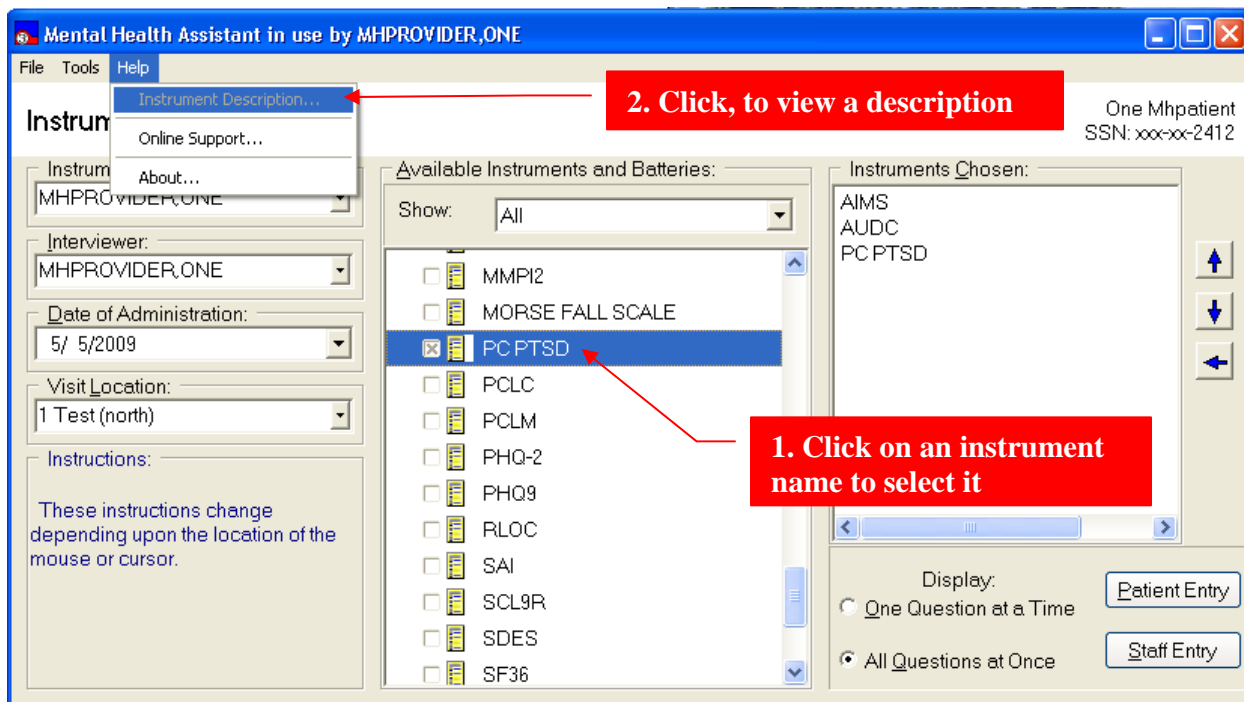 Mental Health Assistant in use by MHPROVIDER,ONE
File Tools Help
Instrument Description...
Online Support...
About...
2. Click, to view a description
Instrum
One Mhpatient
SSN: xxx-xx-2412
Instrum
MHPROVIDER,ONE
Interviewer:
MHPROVIDER,ONE
Date of Administration:
5/ 5/2009
Visit Location:
1 Test (north)
Instructions:
These instructions change
depending upon the location of the
mouse or cursor.
Available Instruments and Batteries:
Show: All
MMPI2
MORSE FALL SCALE
PC PTSD
PCLC
PCLM
PHQ-2
PHQ9
RLOC
SAI
SCL9R
SDES
SF36
1. Click on an instrument
name to select it
Instruments Chosen:
AIMS
AUDC
PC PTSD
Display:
One Question at a Time
All Questions at Once
Patient Entry
Staff Entry